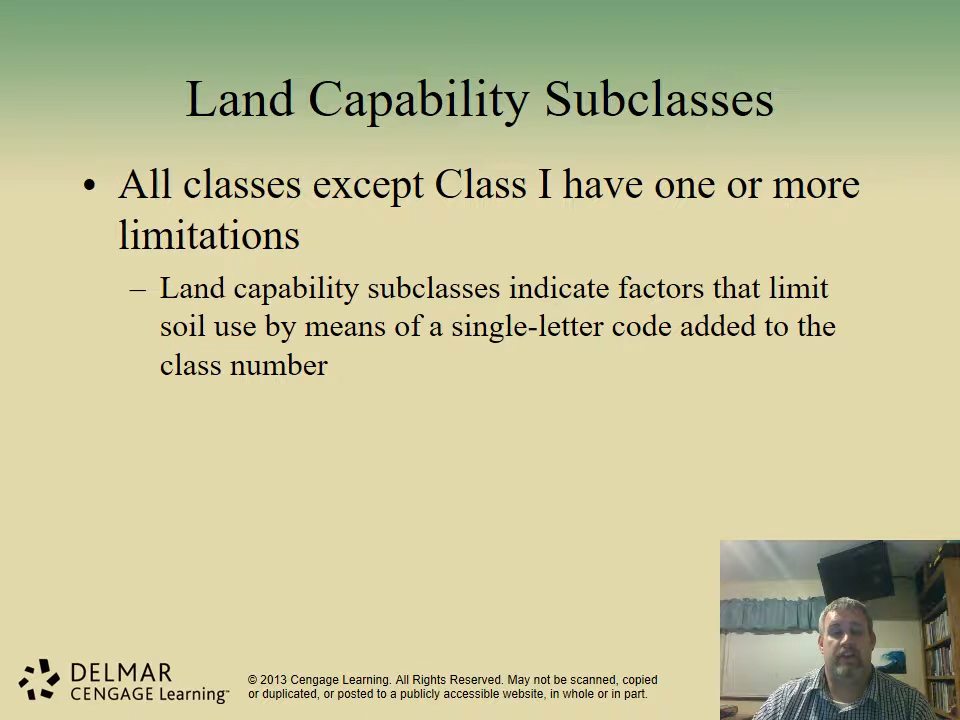 Land Capability Subclasses
• All classes except Class I have one or more
limitations
– Land capability subclasses indicate factors that limit
soil use by means of a single-letter code added to the
class number
DELMAR
CENGAGE Learning™
© 2013 Cengage Learning. All Rights Reserved. May not be scanned, copied
or duplicated, or posted to a publicly accessible website, in whole or in part.